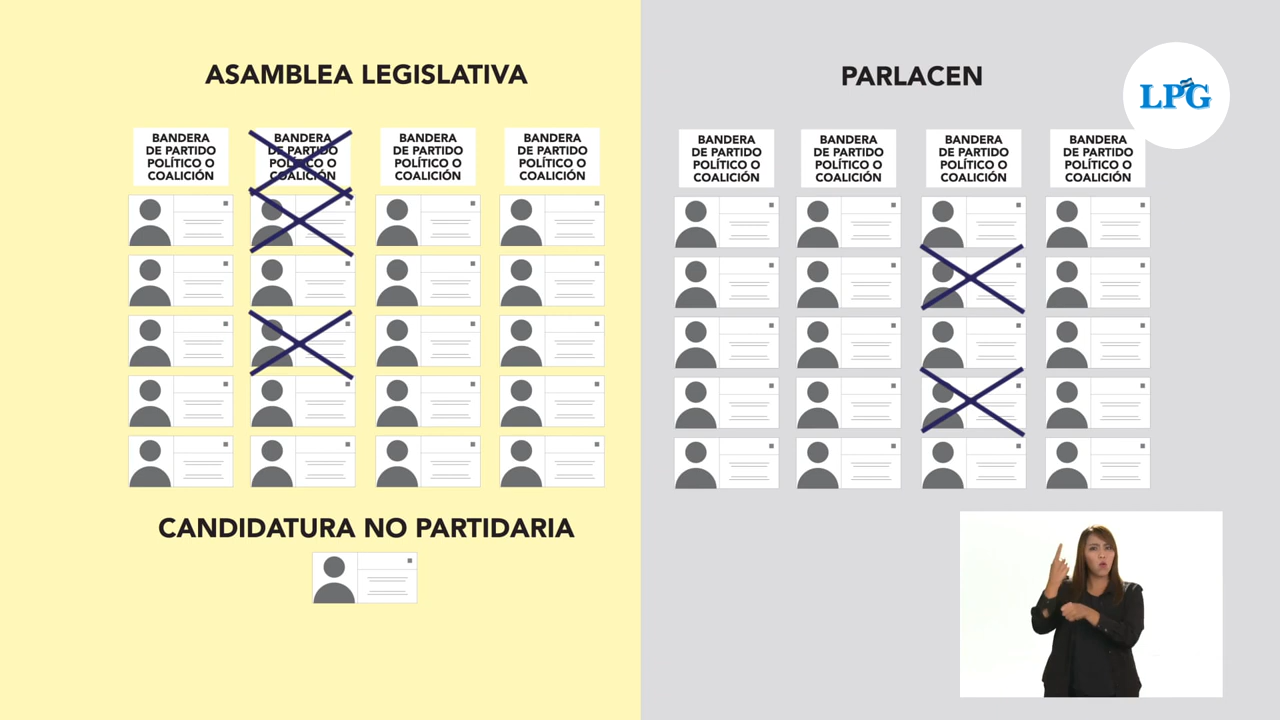 ASAMBLEA LEGISLATIVA
BANDERA
DE PARTIDO
POLÍTICO O
COALICIÓN
BANDERA
DE PARTIDO
POLÍTICO O
COALICIÓN
BANDERA
DE PARTIDO
POLÍTICO O
COALICIÓN
BANDERA
DE PARTIDO
POLÍTICO O
COALICIÓN
CANDIDATURA NO PARTIDARIA
PARLACEN
LPG
BANDERA
DE PARTIDO
POLÍTICO O
COALICIÓN
BANDERA
DE PARTIDO
POLÍTICO O
COALICIÓN
BANDERA
DE PARTIDO
POLÍTICO O
COALICIÓN
BANDERA
DE PARTIDO
POLÍTICO O
COALICIÓN